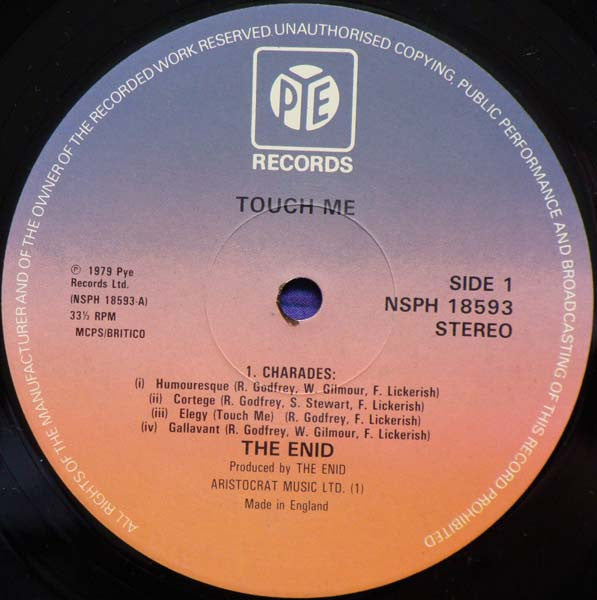 ALL RIGHTS OF THE MANUFACTURER AND OF THE OWNER OF THE RECORDED WORK RESERVED. UNAUTHORISED COPYING, PUBLIC PERFORMANCE AND BROADCASTING OF THIS RECORD PROHIBITED
PYE
RECORDS
TOUCH ME
℗ 1979 Pye
Records Ltd.
(NSPH 18593-A)
33⅓ RPM
MCPS/BRITICO
SIDE 1
NSPH 18593
STEREO
1. CHARADES:
(i) Humouresque (R. Godfrey, W. Gilmour, F. Lickerish)
(ii) Cortege (R. Godfrey, S. Stewart, F. Lickerish)
(iii) Elegy (Touch Me) (R. Godfrey, F. Lickerish)
(iv) Gallavant (R. Godfrey, W. Gilmour, F. Lickerish)
THE ENID
Produced by THE ENID
ARISTOCRAT MUSIC LTD. (1)
Made in England